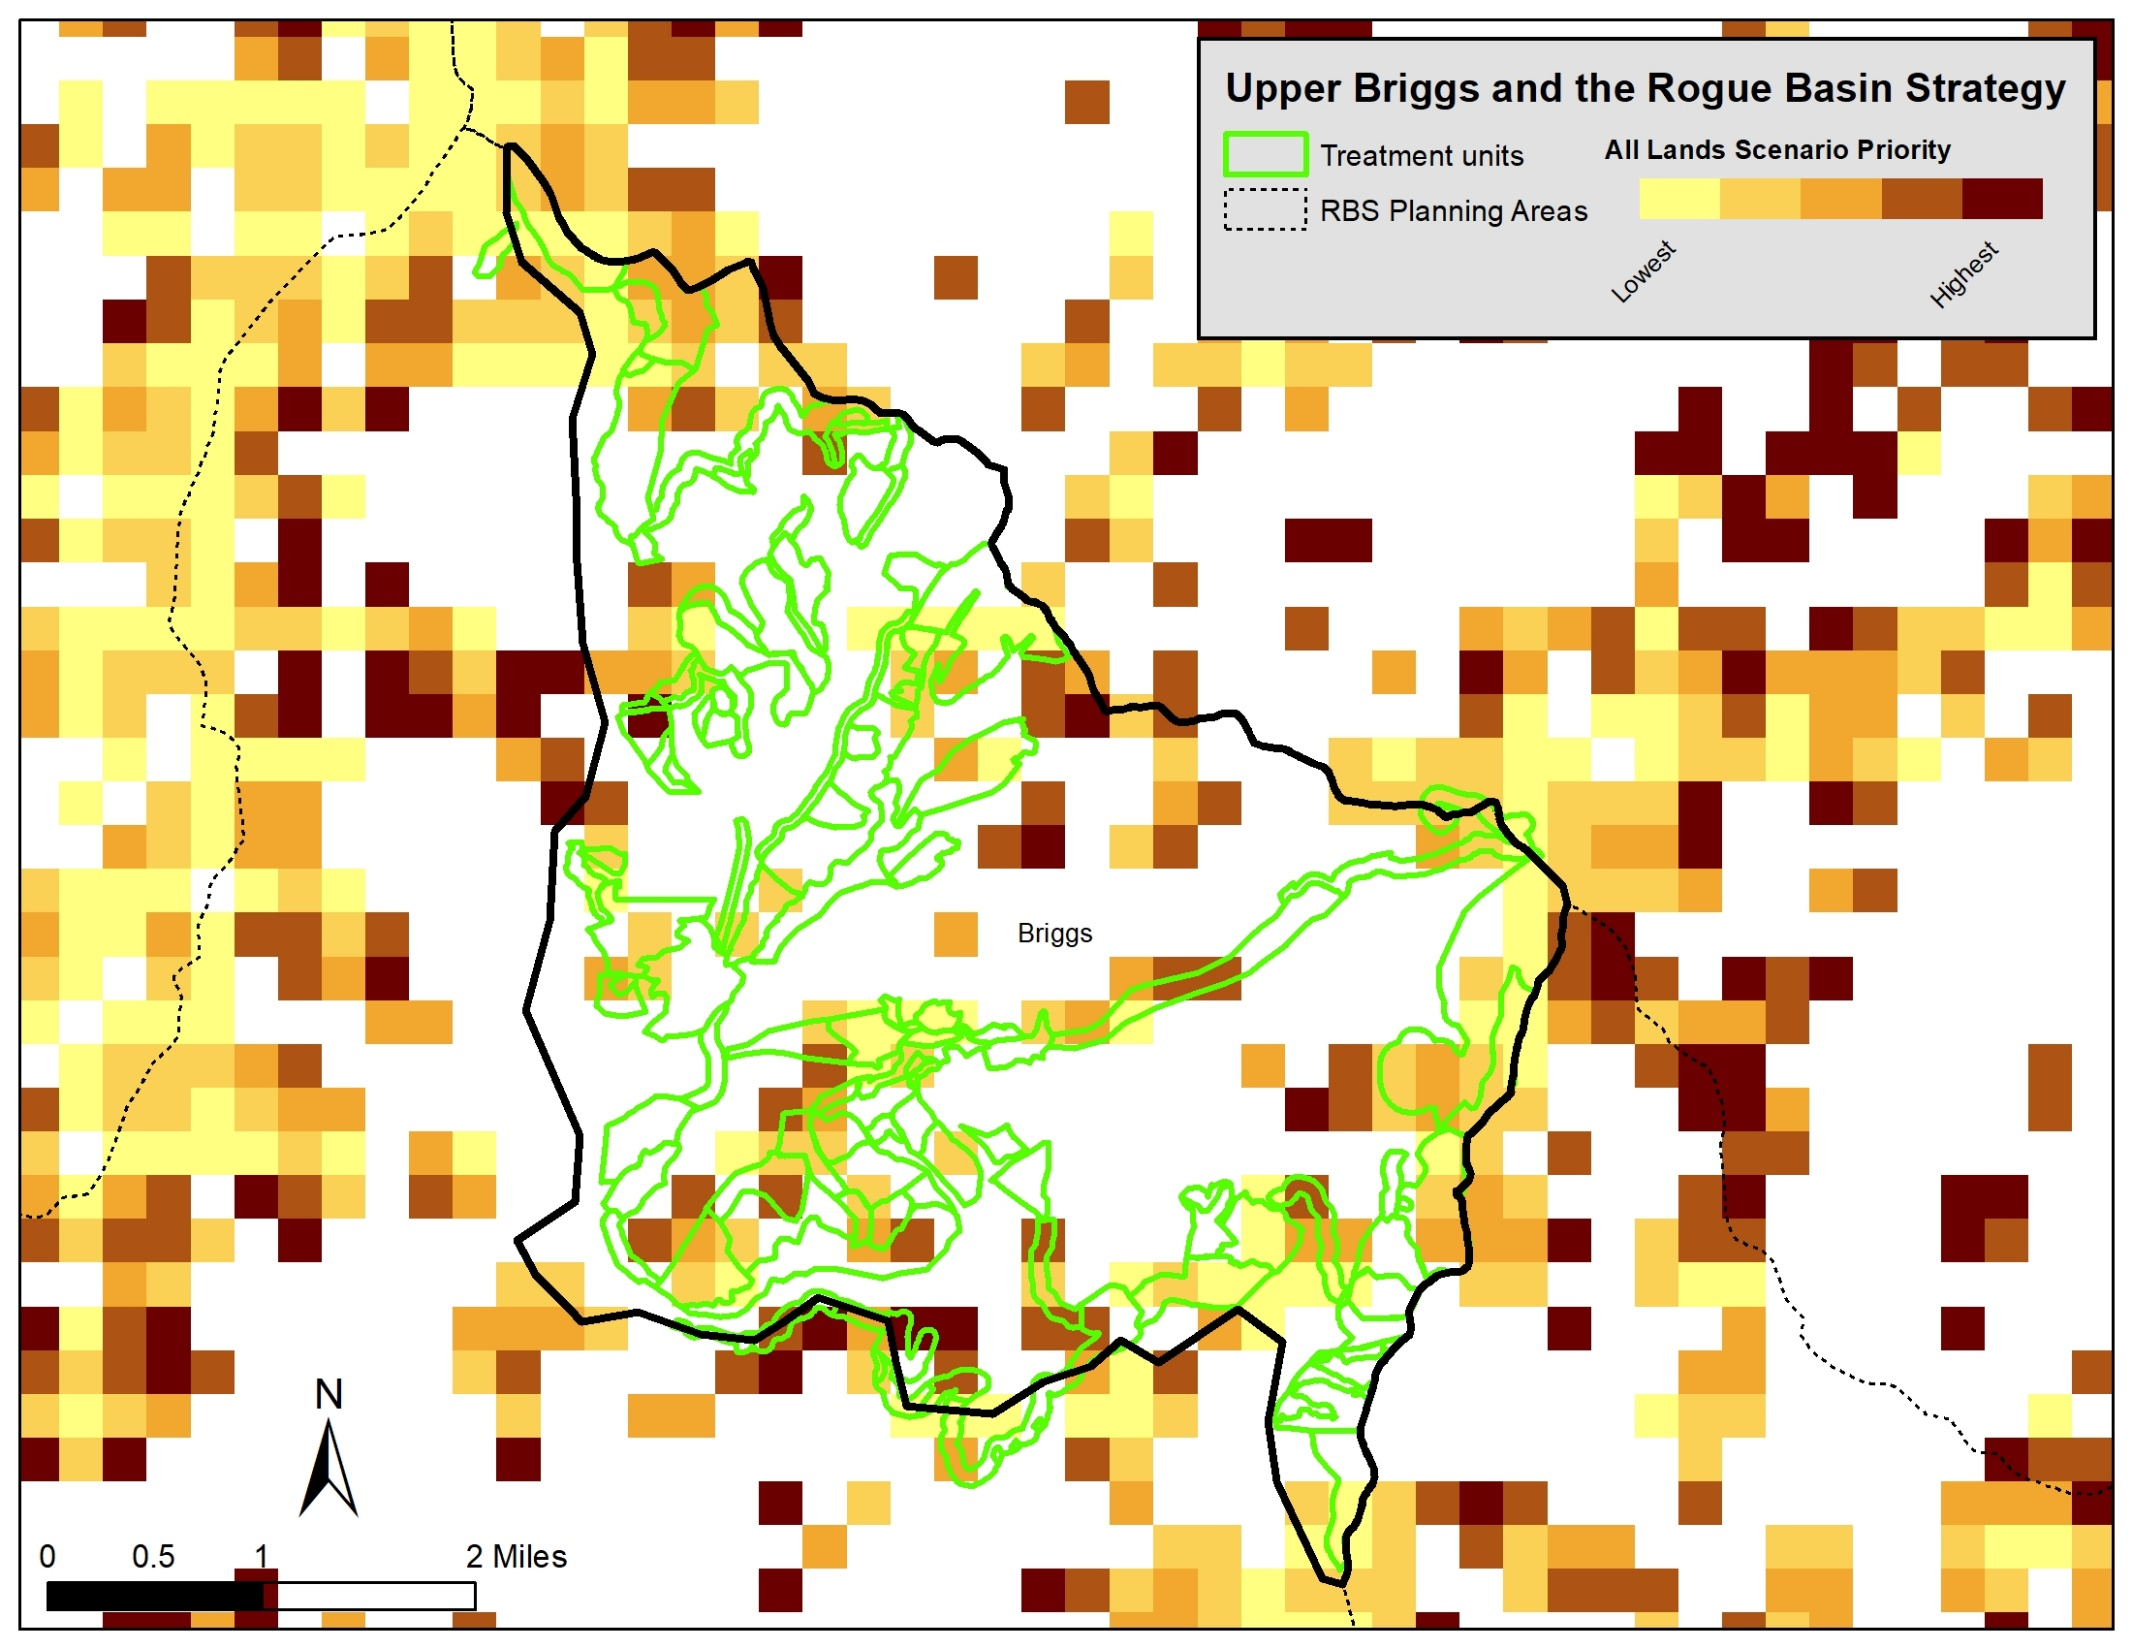 Upper Briggs and the Rogue Basin Strategy
Treatment units
All Lands Scenario Priority
RBS Planning Areas
Lowest
Highest
Briggs
N
0 0.5 1 2 Miles